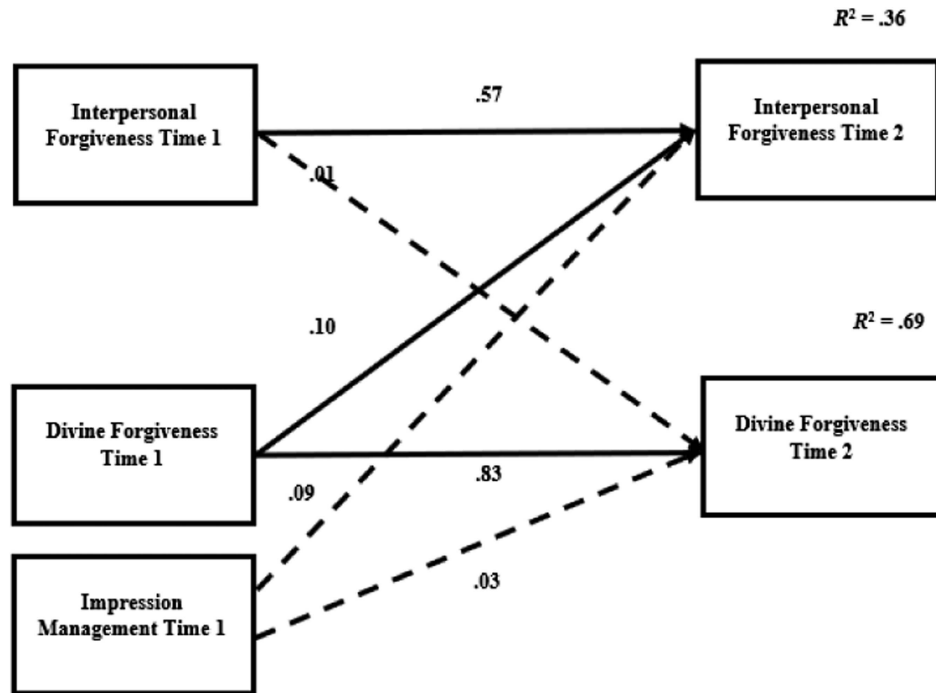 R² = .36
Interpersonal
Forgiveness Time 1
.57
Interpersonal
Forgiveness Time 2
.01
.10
R² = .69
Divine Forgiveness
Time 1
Divine Forgiveness
Time 2
.83
.09
Impression
Management Time 1
.03